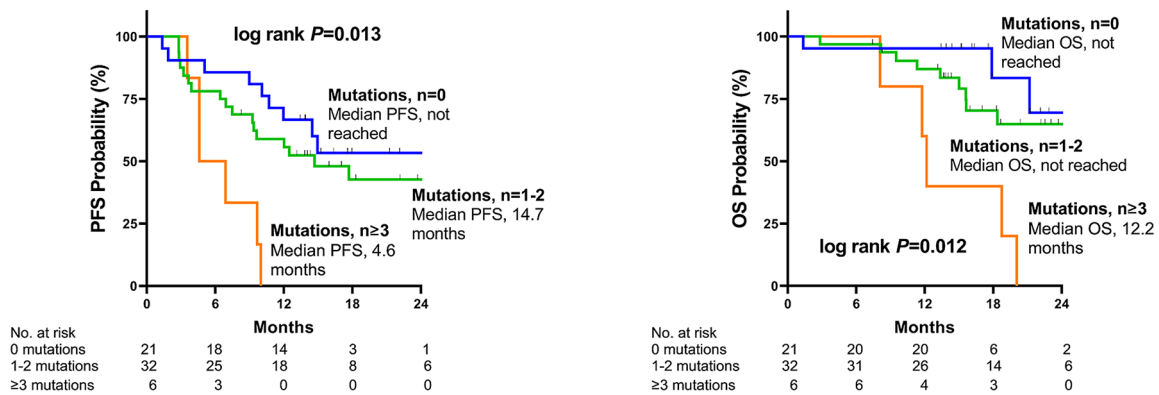 log rank P=0.013
PFS Probability (%)
100
75
50
25
0
0 6 12 18 24
Months
Mutations, n=0
Median PFS, not
reached
Mutations, n=1-2
Median PFS, 14.7
months
Mutations, n≥3
Median PFS, 4.6
months
No. at risk
0 mutations 21 18 14 3 1
1-2 mutations 32 25 18 8 6
≥3 mutations 6 3 0 0 0
OS Probability (%)
100
75
50
25
0
0 6 12 18 24
Months
Mutations, n=0
Median OS, not
reached
Mutations, n=1-2
Median OS, not reached
Mutations, n≥3
Median OS, 12.2
months
log rank P=0.012
No. at risk
0 mutations 21 20 20 6 2
1-2 mutations 32 31 26 14 6
≥3 mutations 6 6 4 3 0